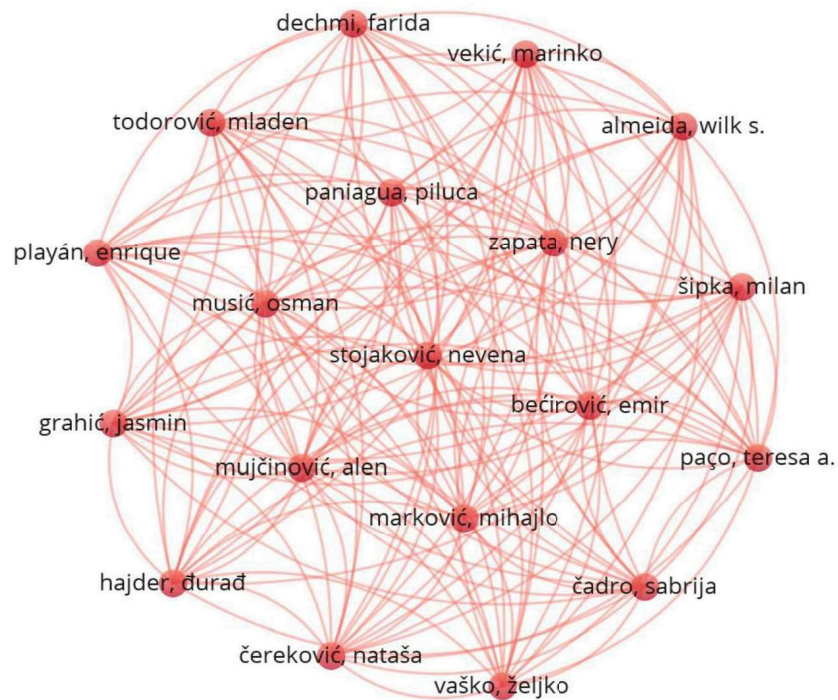 dechmi, farida
vekić, marinko
todorović, mladen
almeida, wilk s.
paniagua, piluca
zapata, nery
playán, enrique
šipka, milan
musić, osman
stojaković, nevena
bećirović, emir
grahić, jasmin
paço, teresa a.
mujčinović, alen
marković, mihajlo
hajder, đurađ
čadro, sabrija
čereković, nataša
vaško, željko